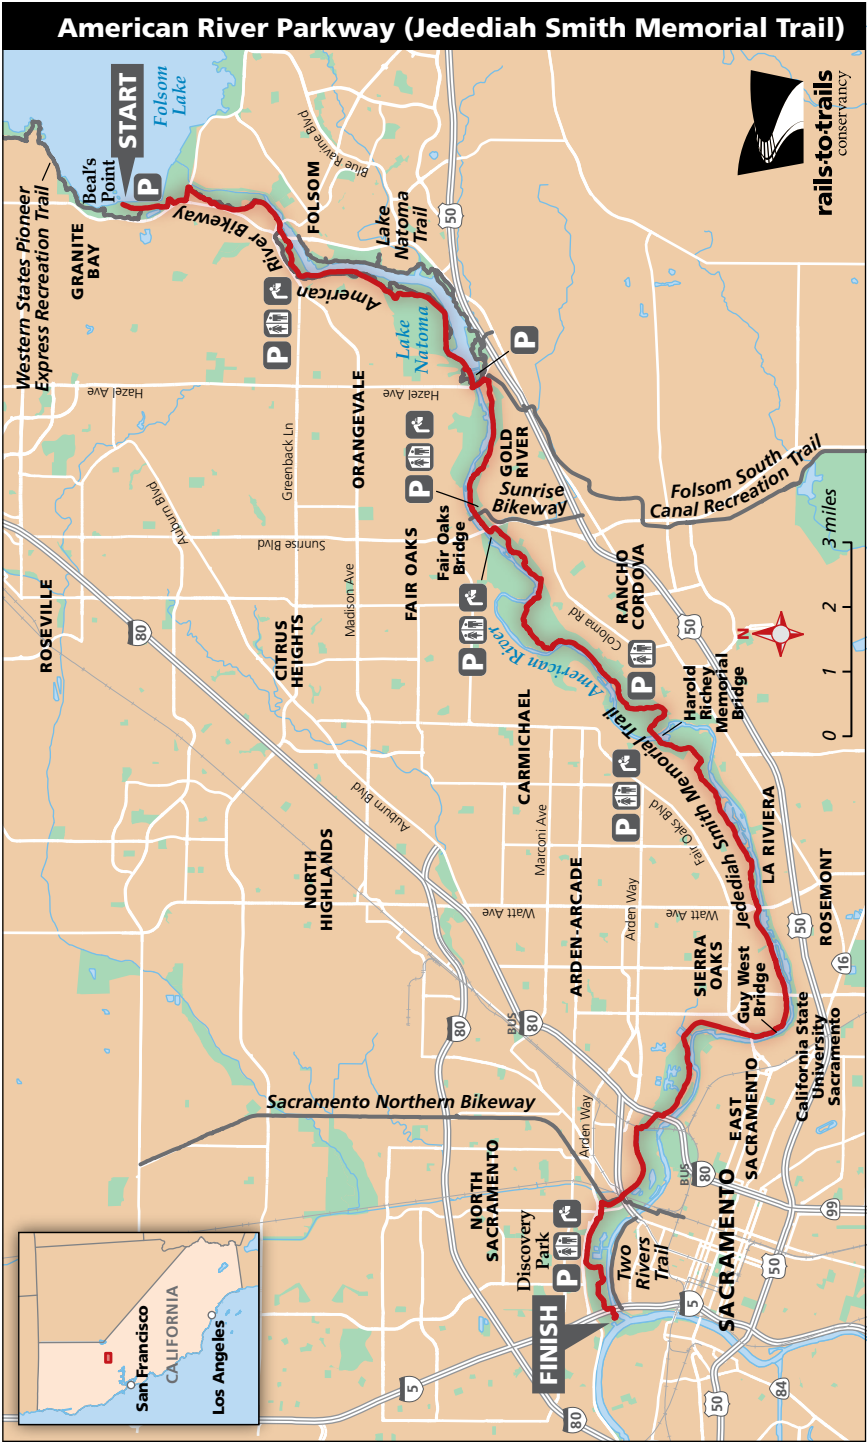 American River Parkway (Jedediah Smith Memorial Trail)
rails-to-trails
conservancy
START
Folsom
Lake
Beal's
Point
P
Western States Pioneer
Express Recreation Trail
GRANITE
BAY
Blue Ravine Blvd
FOLSOM
Lake
Natoma
Trail
50
American
River Bikeway
P
Lake
Natoma
P
Hazel Ave
Hazel Ave
ORANGEVALE
Greenback Ln
Auburn Blvd
Sunrise Blvd
Madison Ave
P
GOLD
RIVER
Sunrise
Bikeway
Folsom South
Canal Recreation Trail
FAIR OAKS
Fair Oaks
Bridge
P
ROSEVILLE
80
CITRUS
HEIGHTS
American River
Coloma Rd
RANCHO
CORDOVA
50
N
0
1
2
3 miles
P
Harold
Richey
Memorial
Bridge
CARMICHAEL
P
Jedediah Smith Memorial Trail
Fair Oaks Blvd
Auburn Blvd
Marconi Ave
NORTH
HIGHLANDS
LA RIVIERA
ROSEMONT
ARDEN-ARCADE
Arden Way
Watt Ave
Watt Ave
50
16
SIERRA
OAKS
Guy West
Bridge
California State
University
Sacramento
80
BUS
80
Sacramento Northern Bikeway
Arden Way
EAST
SACRAMENTO
BUS
80
NORTH
SACRAMENTO
Discovery
Park
P
Two
Rivers
Trail
SACRAMENTO
99
50
5
FINISH
5
80
50
84
San Francisco
CALIFORNIA
Los Angeles